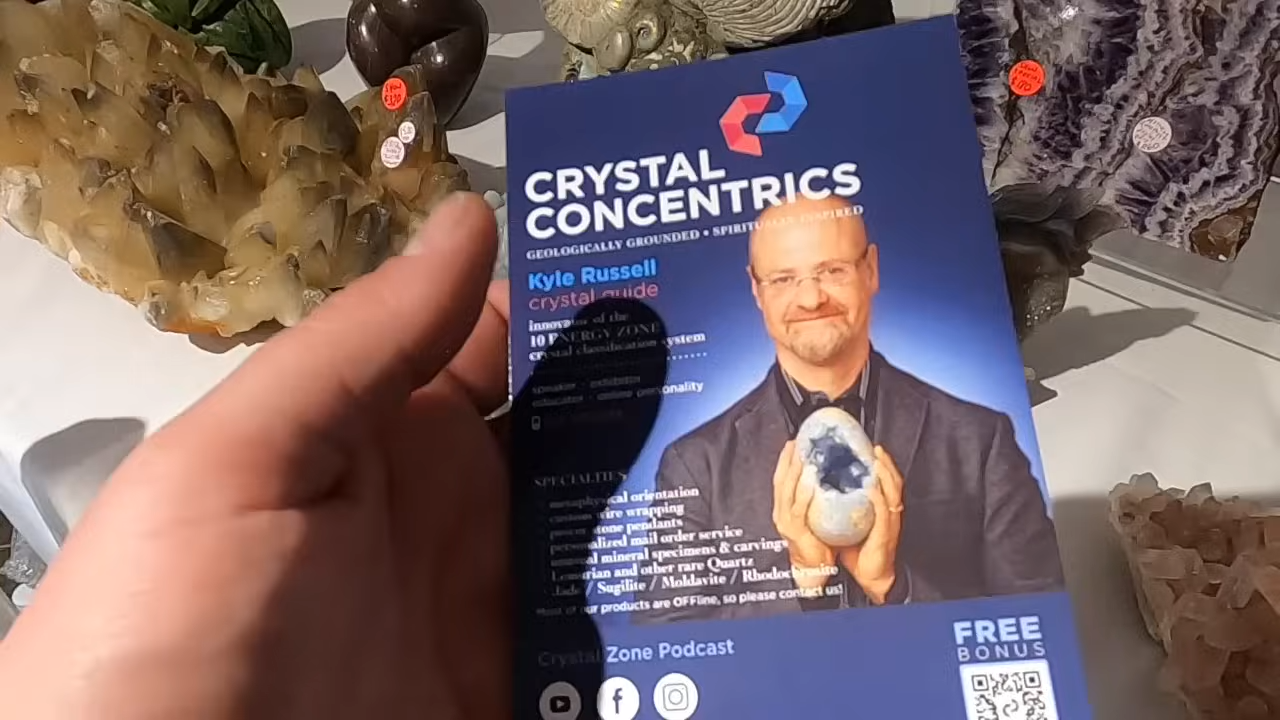 CRYSTAL
CONCENTRICS
GEOLOGICALLY GROUNDED • SPIRITUALLY INSPIRED
Kyle Russell
crystal guide
innovator of the
10 ENERGY ZONE
crystal classification system
speaker - exhibitor
educator - online personality
SPECIALTIES
metaphysical orientation
custom wire wrapping
stone pendants
personalized mail order service
mineral specimens & carvings
Lemurian and other rare Quartz
Jade / Sugilite / Moldavite / Rhodochrosite
Most of our products are OFFline, so please contact us!
Crystal Zone Podcast
FREE
BONUS